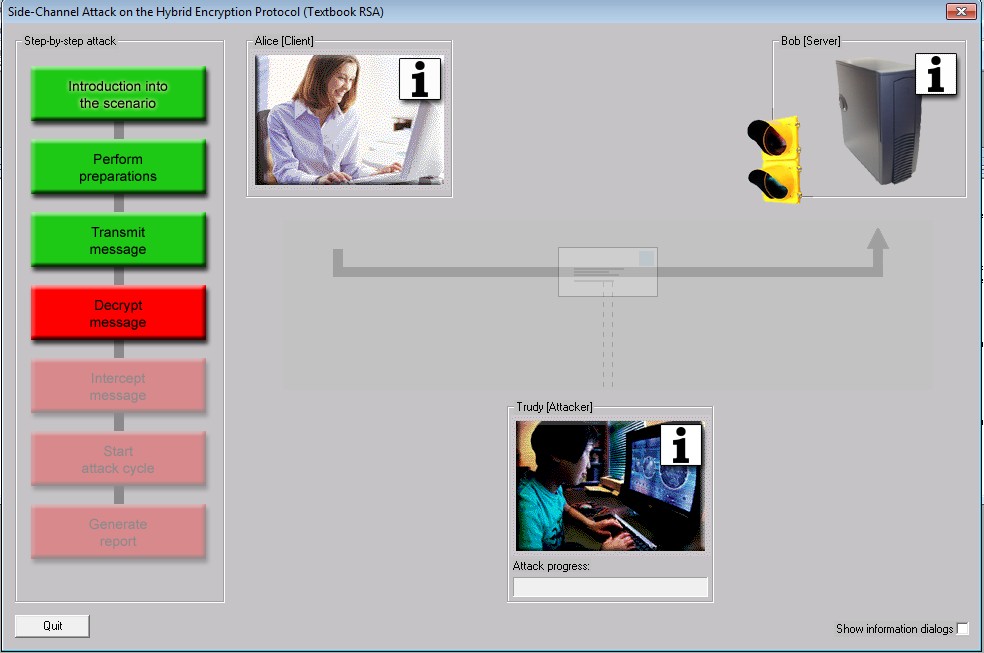 Side-Channel Attack on the Hybrid Encryption Protocol (Textbook RSA)
Step-by-step attack
Introduction into
the scenario
Perform
preparations
Transmit
message
Decrypt
message
Intercept
message
Start
attack cycle
Generate
report
Quit
Alice [Client]
i
Bob [Server]
i
Trudy [Attacker]
i
Attack progress:
Show information dialogs